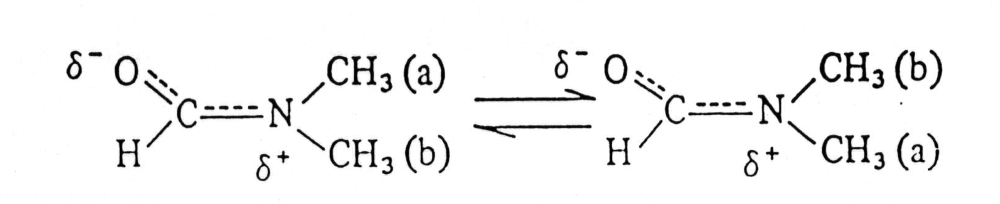 δ⁻ O CH₃ (a) δ⁻ O CH₃ (b)
C N C N
H δ⁺ CH₃ (b) H δ⁺ CH₃ (a)